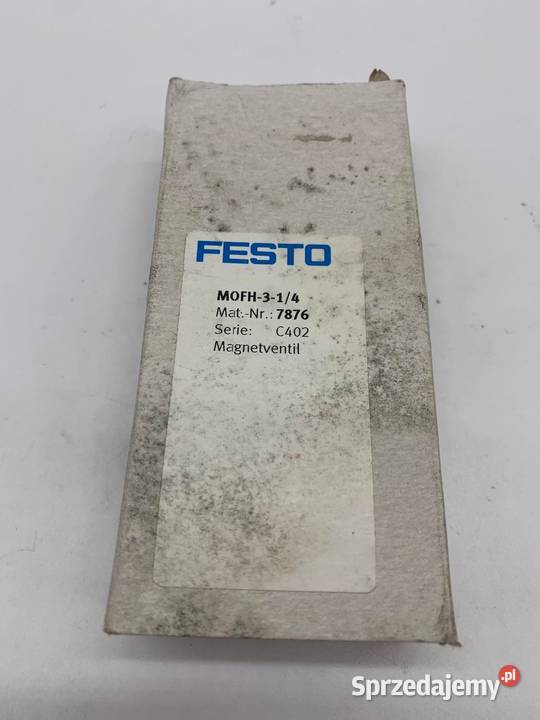 FESTO
MOFH-3-1/4
Mat.-Nr.: 7876
Serie: C402
Magnetventil
Sprzedajemy.pl